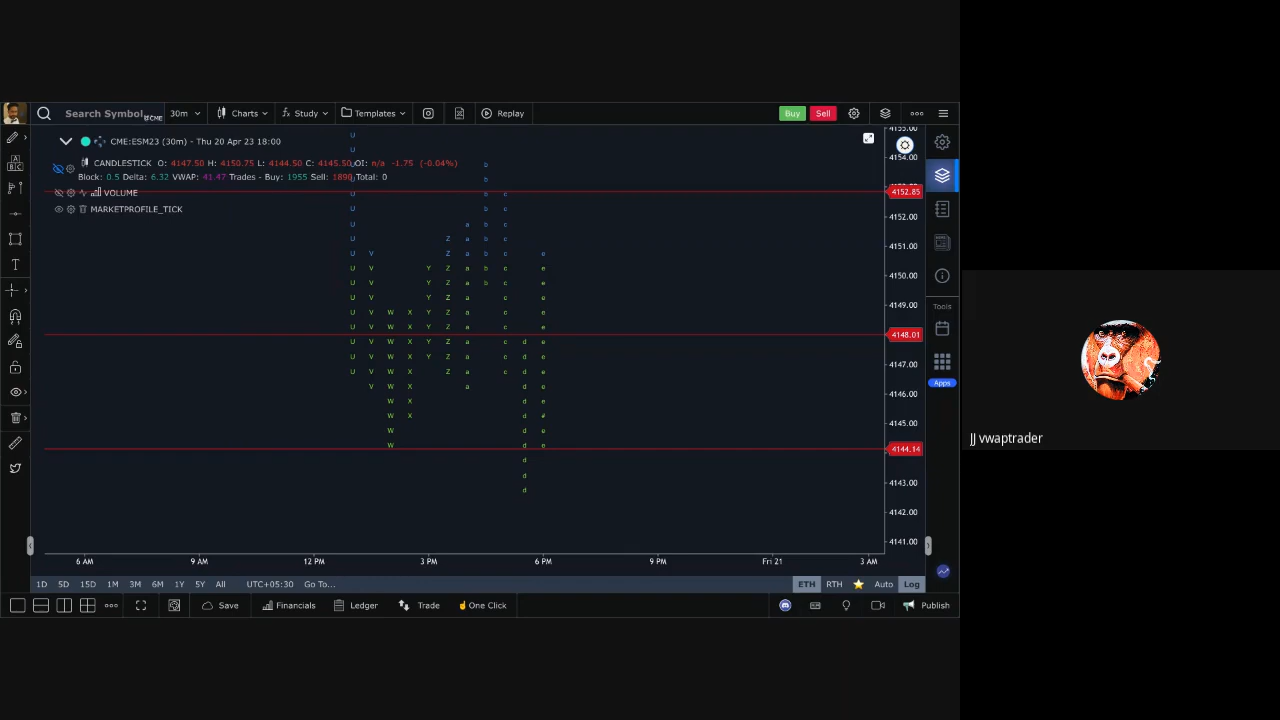 Search Symbol CME 30m Charts Study Templates Replay Buy Sell
CME:ESM23 (30m) - Thu 20 Apr 23 18:00
CANDLESTICK O: 4147.50 H: 4150.75 L: 4144.50 C: 4145.50 OI: n/a -1.75 (-0.04%)
Block: 0.5 Delta: 6.32 VWAP: 41.47 Trades - Buy: 1955 Sell: 1898 Total: 0
VOLUME
MARKETPROFILE_TICK
ABC
T
4155.00
4154.00
4152.85
4152.00
4151.00
4150.00
4149.00
4148.01
4147.00
4146.00
4145.00
4144.14
4143.00
4142.00
4141.00
Tools
Apps
6 AM 9 AM 12 PM 3 PM 6 PM 9 PM Fri 21 3 AM
1D 5D 15D 1M 3M 6M 1Y 5Y All UTC+05:30 Go To... ETH RTH Auto Log
Save Financials Ledger Trade One Click Publish
JJ vwaptrader